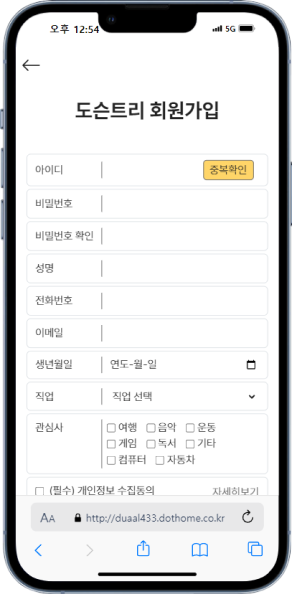 오후 12:54 5G
도슨트리 회원가입
아이디 중복확인
비밀번호
비밀번호 확인
성명
전화번호
이메일
생년월일 연도-월-일
직업 직업 선택
관심사 여행 음악 운동
게임 독서 기타
컴퓨터 자동차
(필수) 개인정보 수집동의 자세히보기
AA http://duaal433.dothome.co.kr